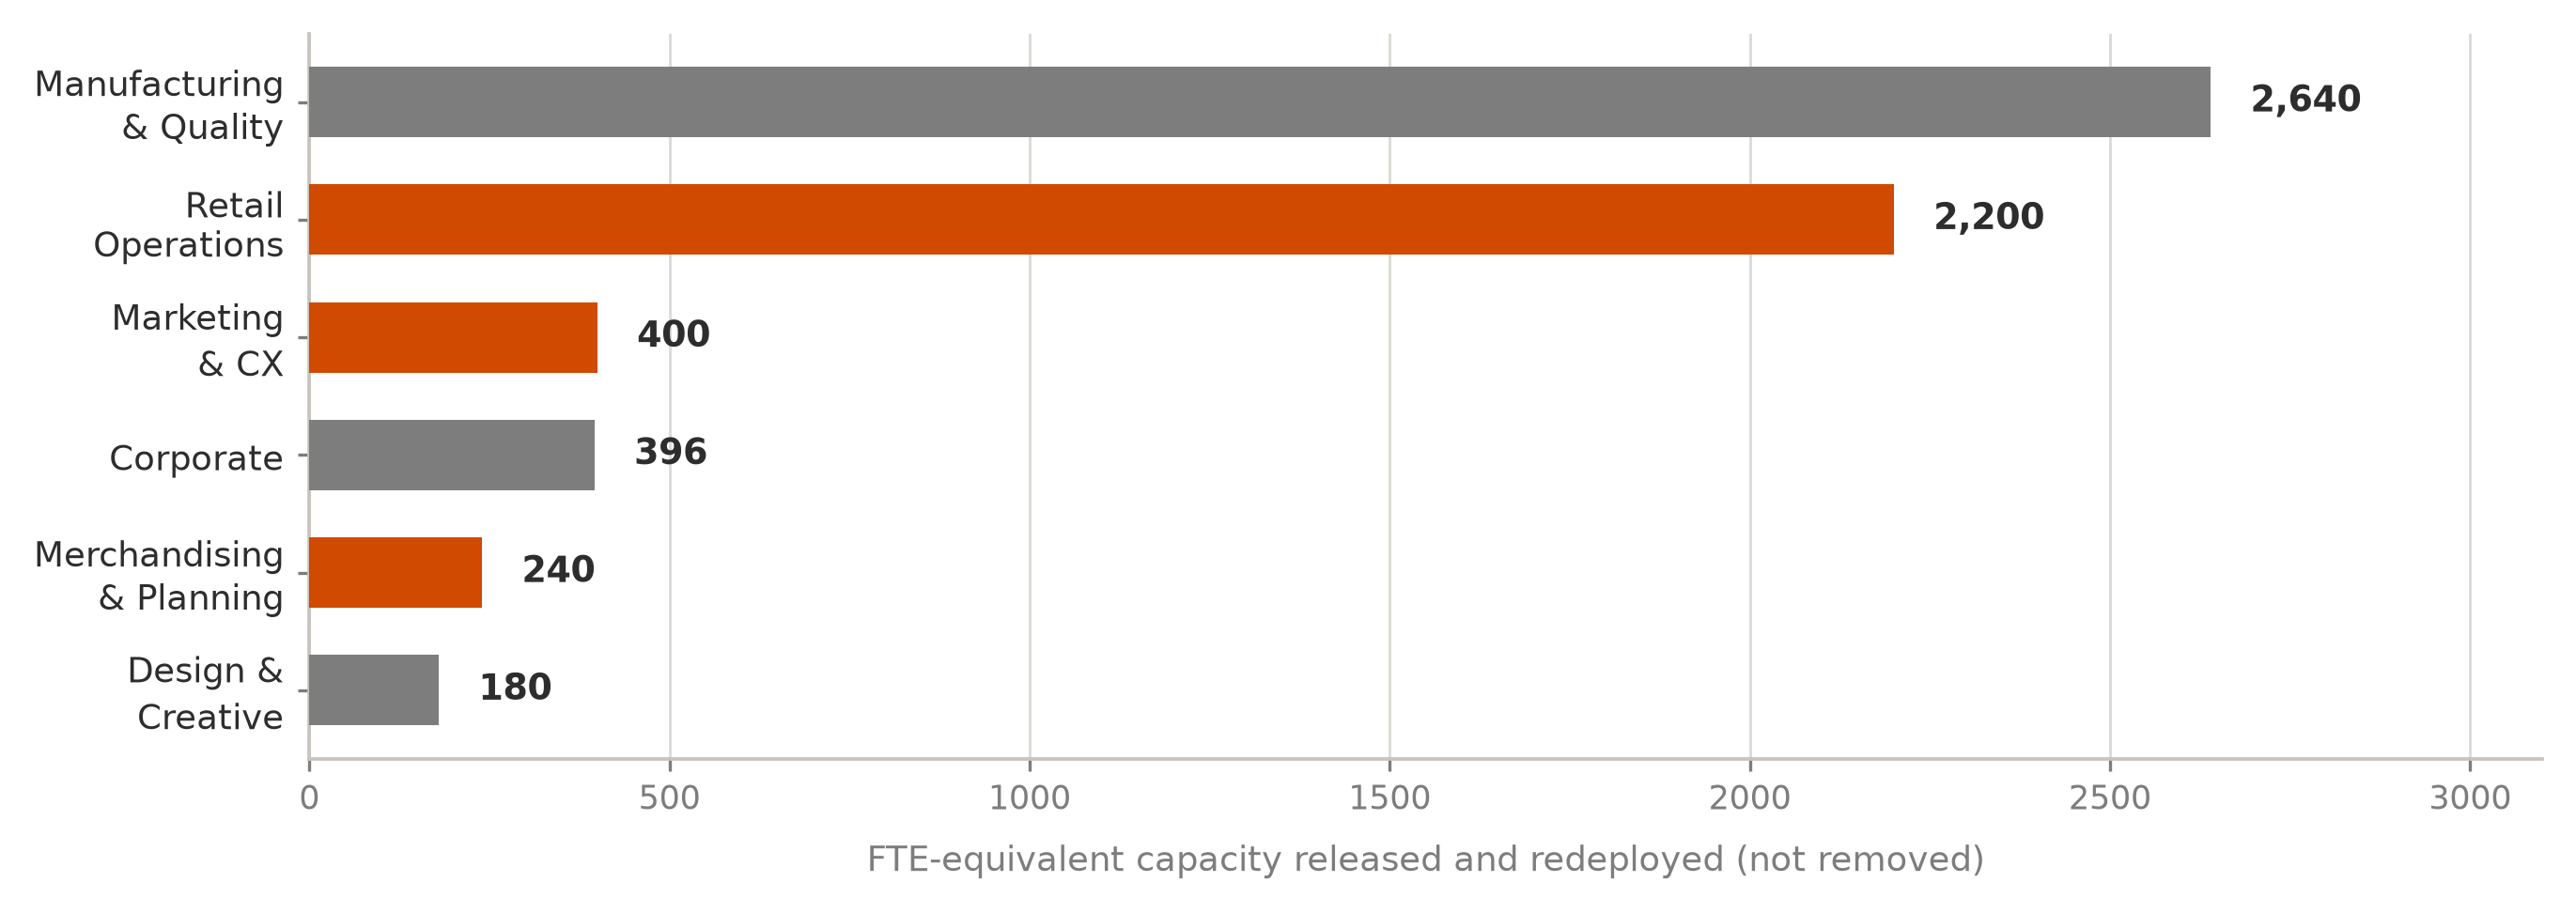 Manufacturing
& Quality
2,640
Retail
Operations
2,200
Marketing
& CX
400
Corporate
396
Merchandising
& Planning
240
Design &
Creative
180
0 500 1000 1500 2000 2500 3000
FTE-equivalent capacity released and redeployed (not removed)